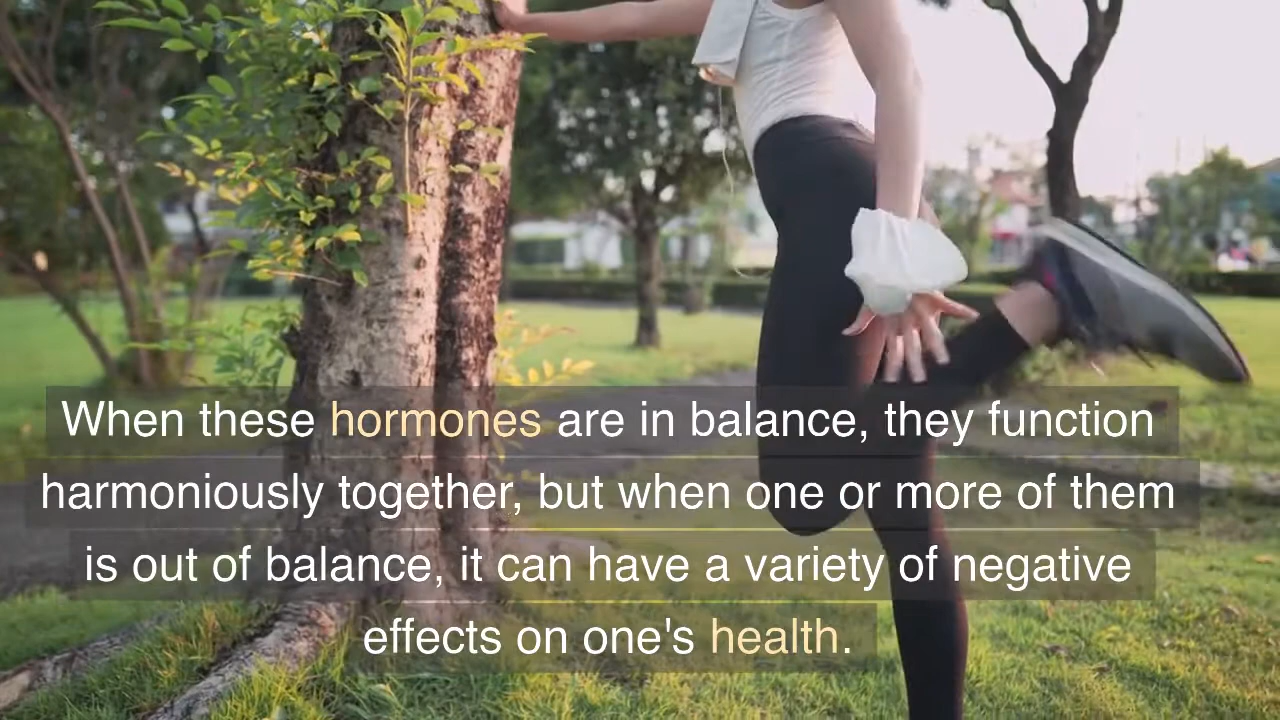 When these hormones are in balance, they function
harmoniously together, but when one or more of them
is out of balance, it can have a variety of negative
effects on one's health.